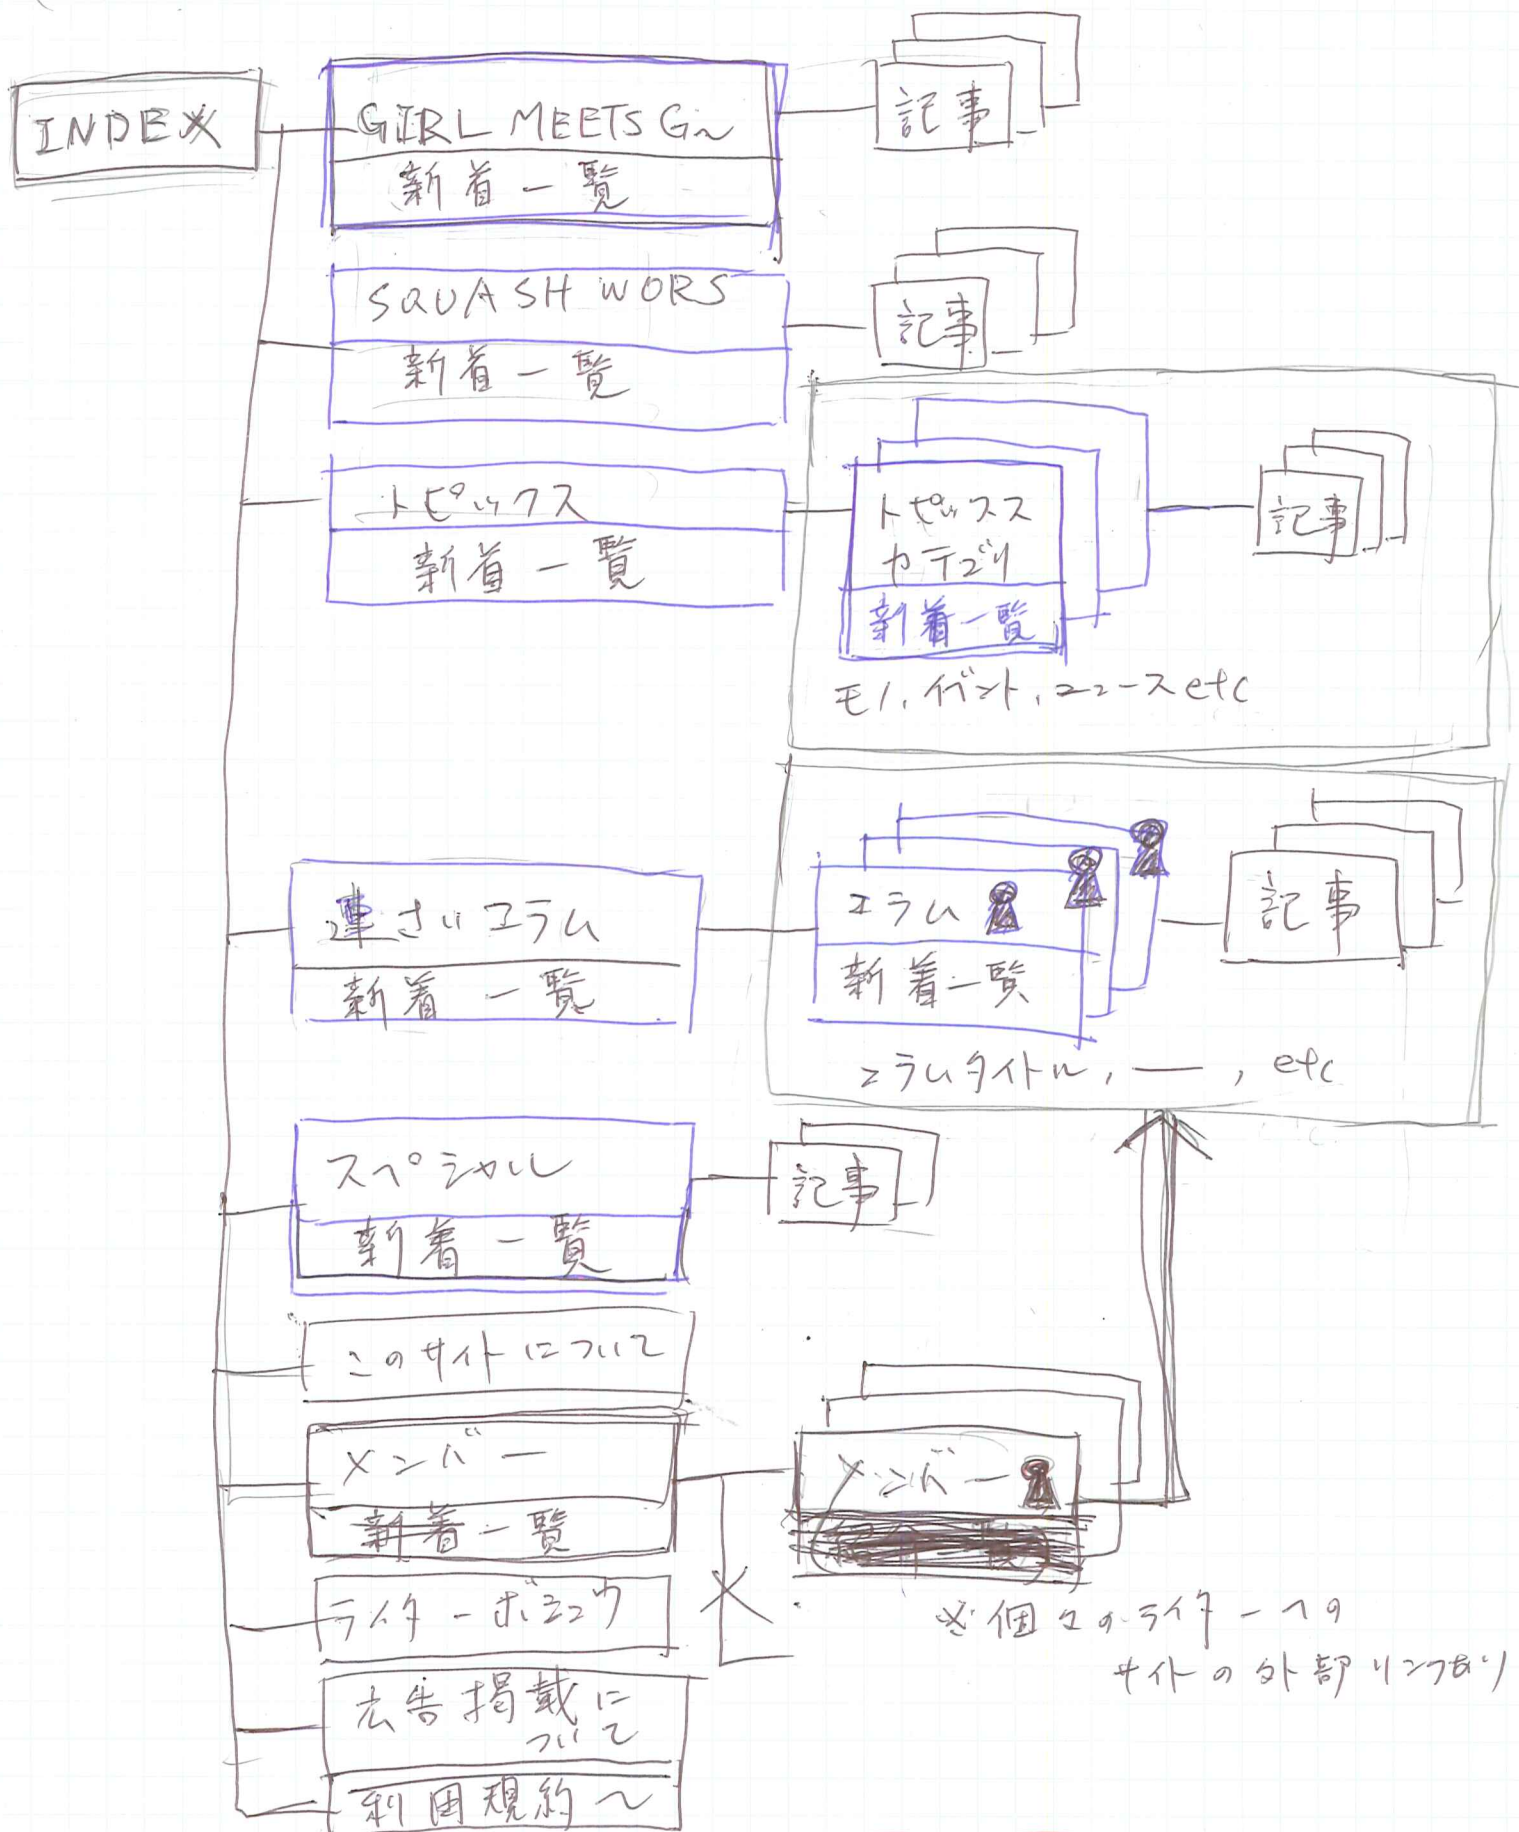 INDEX
GIRL MEETS G~
新着一覧
記事
SQUASH WORS
新着一覧
記事
トピックス
新着一覧
トピックス
カテゴリ
新着一覧
記事
モノ、イベント、ニュースetc
連さいコラム
新着一覧
コラム
新着一覧
記事
コラムタイトル, ―, etc
スペシャル
新着一覧
記事
このサイトについて
メンバー
新着一覧
メンバー
ライターボシュウ
※個々のライターへの
サイトの外部リンクあり
広告掲載に
ついて
利用規約~